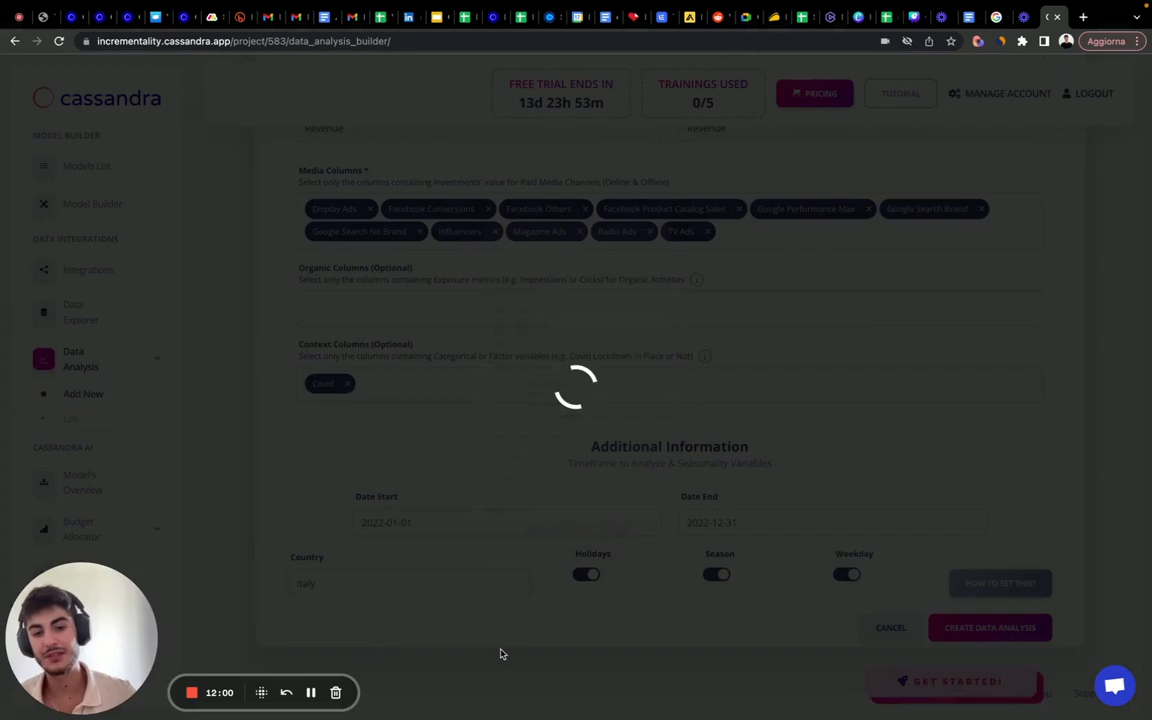 incrementality.cassandra.app/project/583/data_analysis_builder/
Aggiorna
cassandra
FREE TRIAL ENDS IN
13d 23h 53m
TRAININGS USED
0/5
PRICING
TUTORIAL
MANAGE ACCOUNT
LOGOUT
MODEL BUILDER
Models List
Model Builder
DATA INTEGRATIONS
Integrations
Data
Explorer
Data
Analysis
Add New
List
CASSANDRA AI
Model's
Overview
Budget
Allocator
Revenue
Revenue
Media Columns *
Select only the columns containing Investments' value for Paid Media Channels (Online & Offline)
Display Ads × Facebook Conversions × Facebook Others × Facebook Product Catalog Sales × Google Performance Max × Google Search Brand ×
Google Search No Brand × Influencers × Magazine Ads × Radio Ads × TV Ads ×
Organic Columns (Optional)
Select only the columns containing Exposure metrics (e.g. Impressions or Clicks) for Organic Activities
Context Columns (Optional)
Select only the columns containing Categorical or Factor variables (e.g. Covid Lockdown in Place or Not)
Covid ×
Additional Information
Timeframe to Analyze & Seasonality Variables
Date Start
Date End
2022-01-01
2022-12-31
Country
Holidays
Season
Weekday
Italy
HOW TO SET THIS?
CANCEL
CREATE DATA ANALYSIS
GET STARTED!
12:00